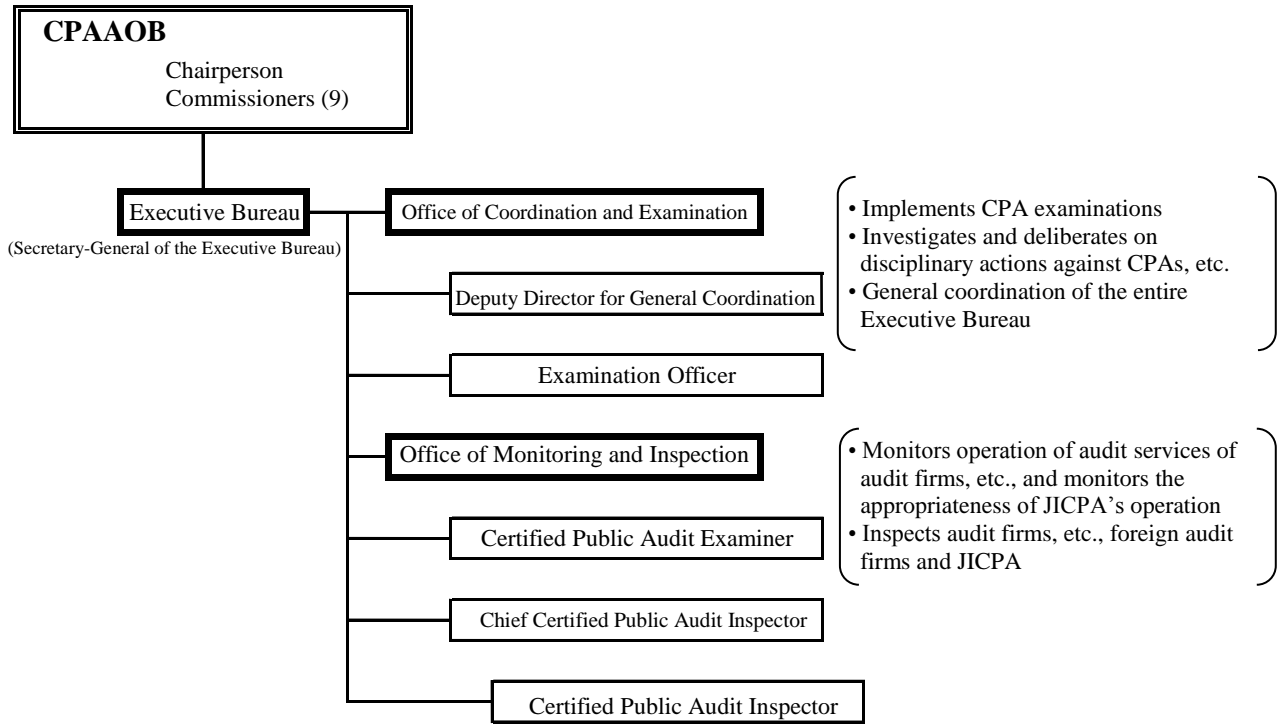 CPAAOB
Chairperson
Commissioners (9)
Executive Bureau
(Secretary-General of the Executive Bureau)
Office of Coordination and Examination
• Implements CPA examinations
• Investigates and deliberates on
disciplinary actions against CPAs, etc.
• General coordination of the entire
Executive Bureau
Deputy Director for General Coordination
Examination Officer
Office of Monitoring and Inspection
• Monitors operation of audit services of
audit firms, etc., and monitors the
appropriateness of JICPA’s operation
• Inspects audit firms, etc., foreign audit
firms and JICPA
Certified Public Audit Examiner
Chief Certified Public Audit Inspector
Certified Public Audit Inspector